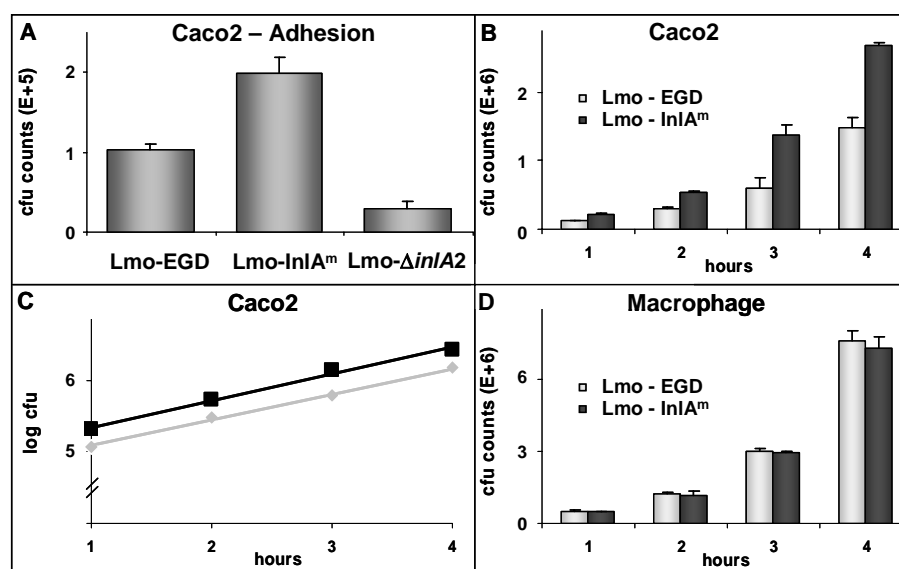 A
Caco2 – Adhesion
cfu counts (E+5)
2
1
0
Lmo-EGD Lmo-InlAᵐ Lmo-ΔinlA2
B
Caco2
cfu counts (E+6)
2
1
0
Lmo - EGD
Lmo - InlAᵐ
1 2 3 4
hours
C
Caco2
log cfu
6
5
1 2 3 4
hours
D
Macrophage
cfu counts (E+6)
6
3
0
Lmo - EGD
Lmo - InlAᵐ
1 2 3 4
hours